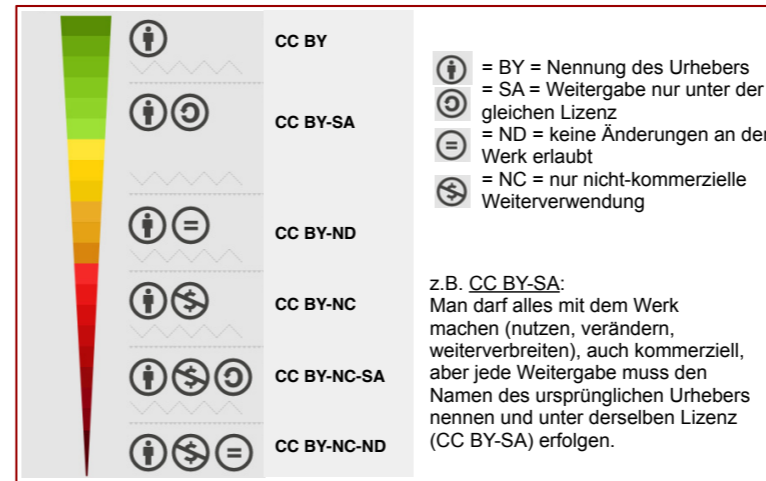 CC BY
CC BY-SA
CC BY-ND
CC BY-NC
CC BY-NC-SA
CC BY-NC-ND
= BY = Nennung des Urhebers
= SA = Weitergabe nur unter der
gleichen Lizenz
= ND = keine Änderungen an der
Werk erlaubt
= NC = nur nicht-kommerzielle
Weiterverwendung
z.B. CC BY-SA:
Man darf alles mit dem Werk
machen (nutzen, verändern,
weiterverbreiten), auch kommerziell,
aber jede Weitergabe muss den
Namen des ursprünglichen Urhebers
nennen und unter derselben Lizenz
(CC BY-SA) erfolgen.